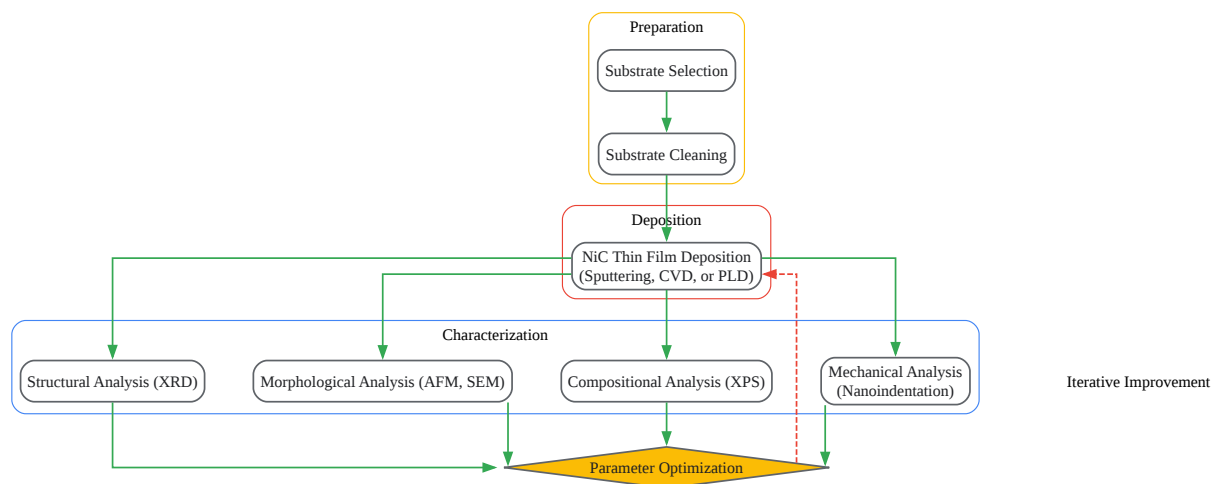 Preparation
Substrate Selection
Substrate Cleaning
Deposition
NiC Thin Film Deposition
(Sputtering, CVD, or PLD)
Characterization
Structural Analysis (XRD)
Morphological Analysis (AFM, SEM)
Compositional Analysis (XPS)
Mechanical Analysis
(Nanoindentation)
Iterative Improvement
Parameter Optimization